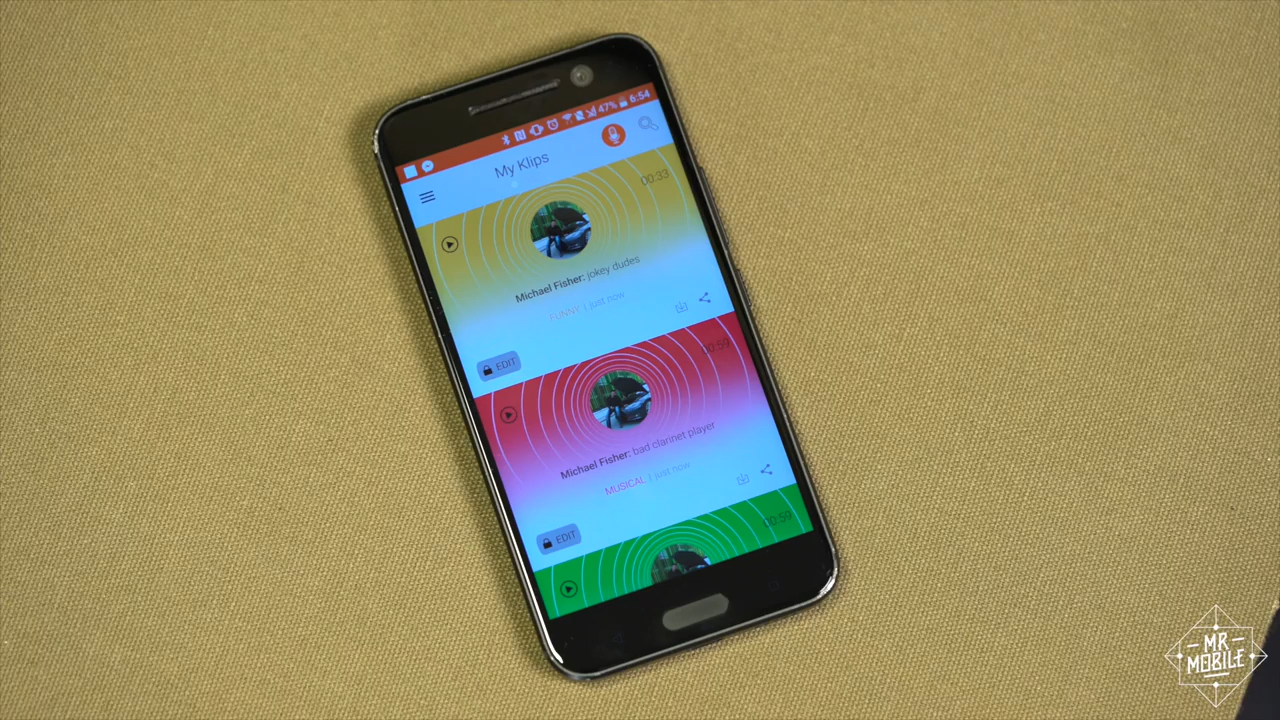 47% 6:54
My Klips
00:33
Michael Fisher: jokey dudes
FUNNY | just now
EDIT
00:59
Michael Fisher: bad clarinet player
MUSICAL | just now
EDIT
00:59
MR
MOBILE